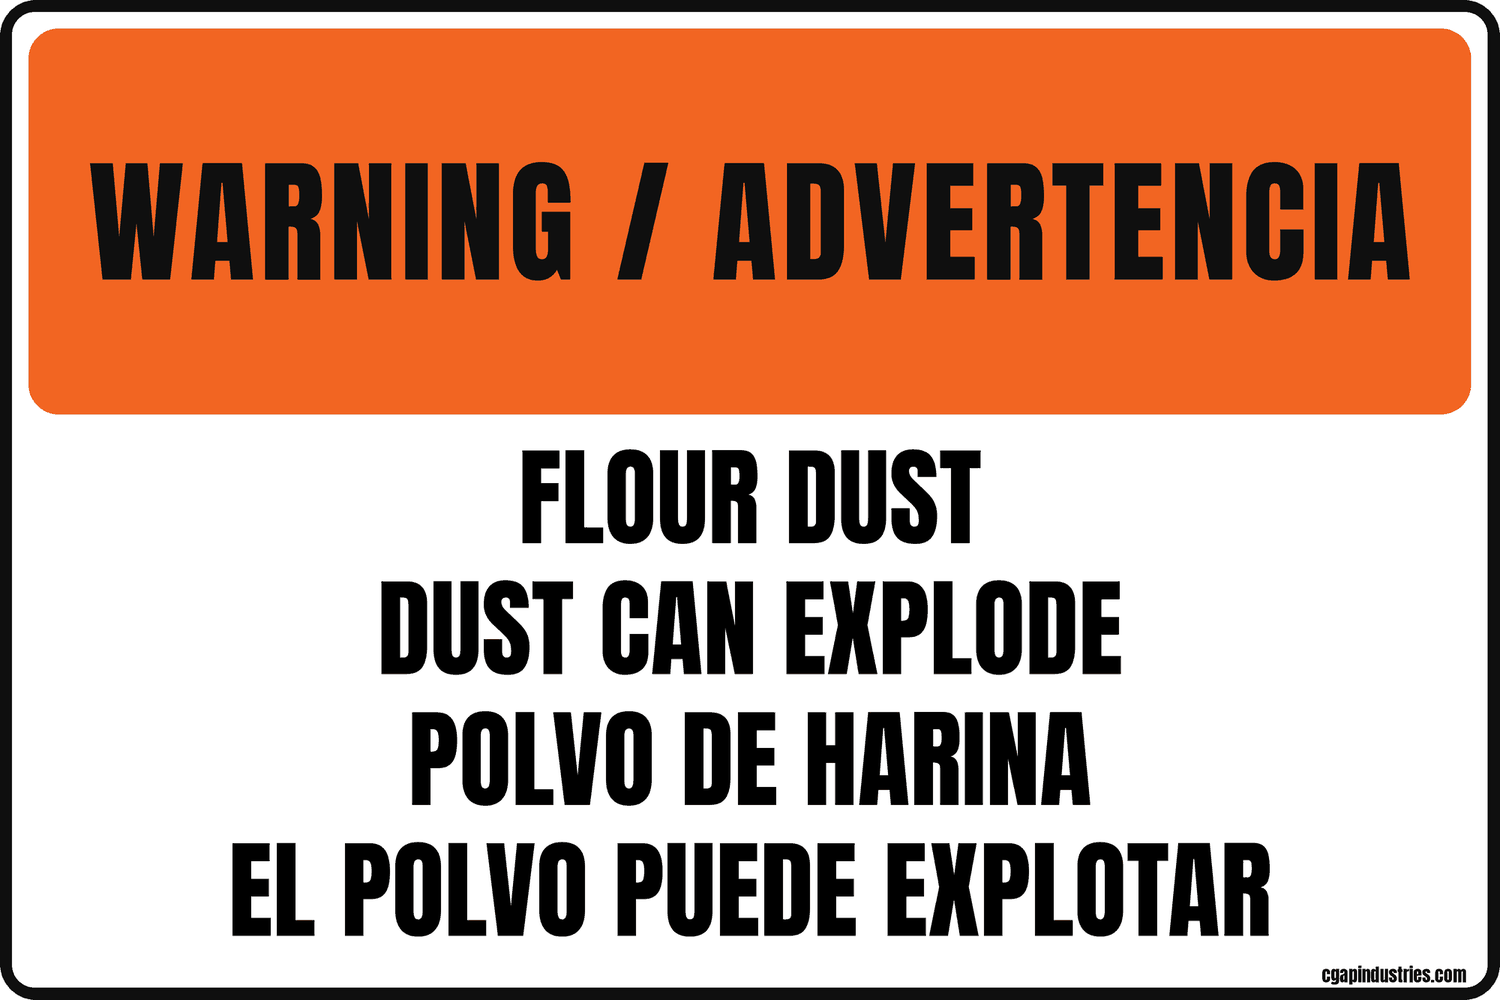 WARNING / ADVERTENCIA
FLOUR DUST
DUST CAN EXPLODE
POLVO DE HARINA
EL POLVO PUEDE EXPLOTAR
cgapindustries.com